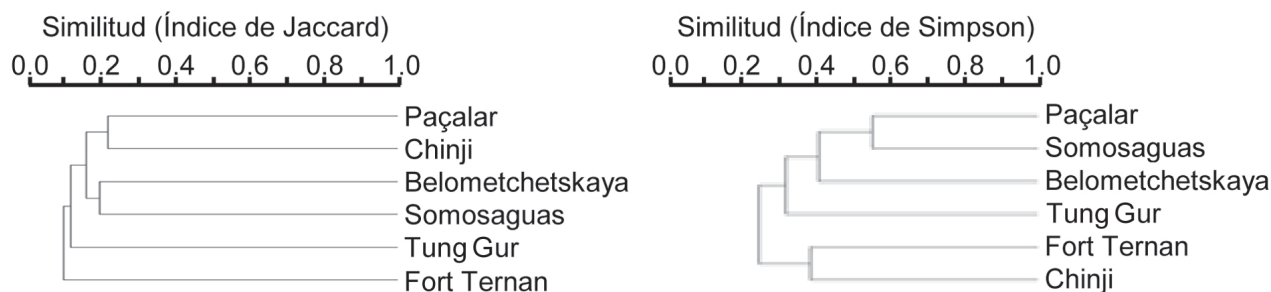 Similitud (Índice de Jaccard)
0.0 0.2 0.4 0.6 0.8 1.0
Paçalar
Chinji
Belometchetskaya
Somosaguas
Tung Gur
Fort Ternan
Similitud (Índice de Simpson)
0.0 0.2 0.4 0.6 0.8 1.0
Paçalar
Somosaguas
Belometchetskaya
Tung Gur
Fort Ternan
Chinji